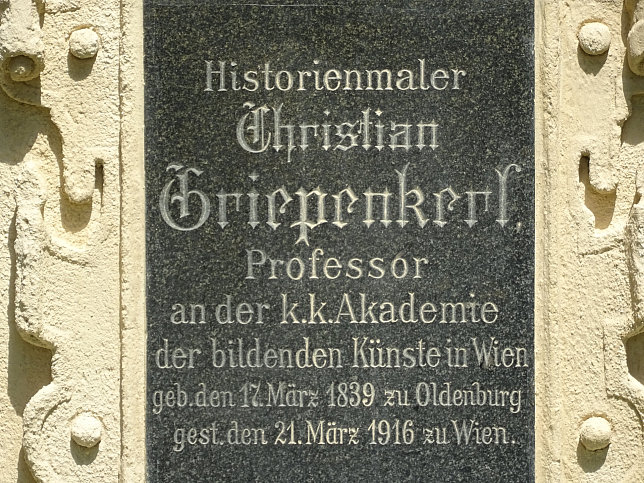 Historienmaler
Christian
Griepenkerl,
Professor
an der k.k. Akademie
der bildenden Künste in Wien
geb. den 17. März 1839 zu Oldenburg
gest. den 21. März 1916 zu Wien.